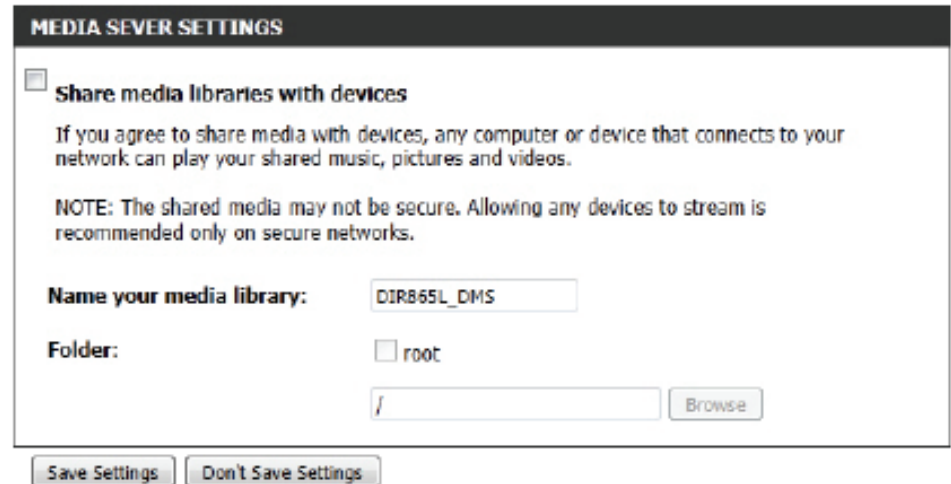 MEDIA SEVER SETTINGS
Share media libraries with devices
If you agree to share media with devices, any computer or device that connects to your
network can play your shared music, pictures and videos.
NOTE: The shared media may not be secure. Allowing any devices to stream is
recommended only on secure networks.
Name your media library: DIR865L_DMS
Folder: root
/ Browse
Save Settings Don't Save Settings